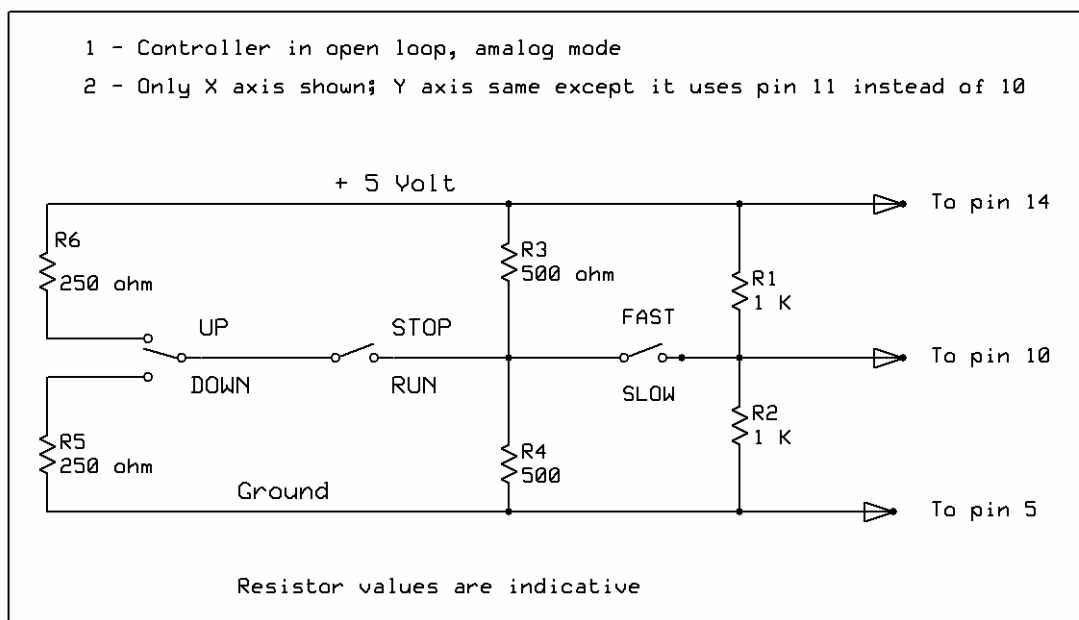 1 - Controller in open loop, amalog mode
2 - Only X axis shown; Y axis same except it uses pin 11 instead of 10
+ 5 Volt
To pin 14
R6
250 ohm
R3
500 ohm
R1
1 K
UP
STOP
FAST
To pin 10
DOWN
RUN
SLOW
R2
1 K
R5
250 ohm
R4
500
Ground
To pin 5
Resistor values are indicative